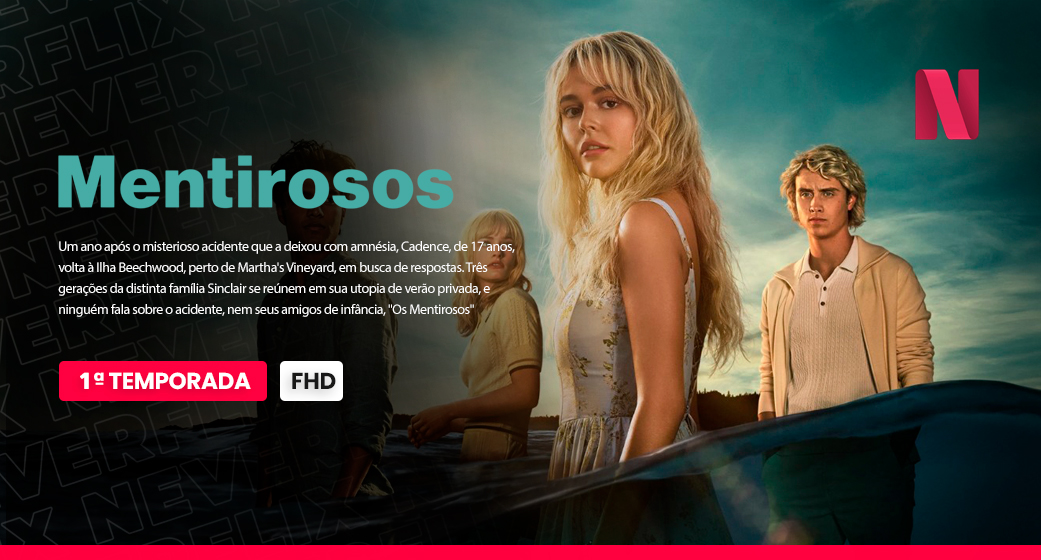 NEVERFLIX
N
Mentirosos
Um ano após o misterioso acidente que a deixou com amnésia, Cadence, de 17 anos,
volta à Ilha Beechwood, perto de Martha's Vineyard, em busca de respostas. Três
gerações da distinta família Sinclair se reúnem em sua utopia de verão privada, e
ninguém fala sobre o acidente, nem seus amigos de infância, "Os Mentirosos"
1ª TEMPORADA
FHD